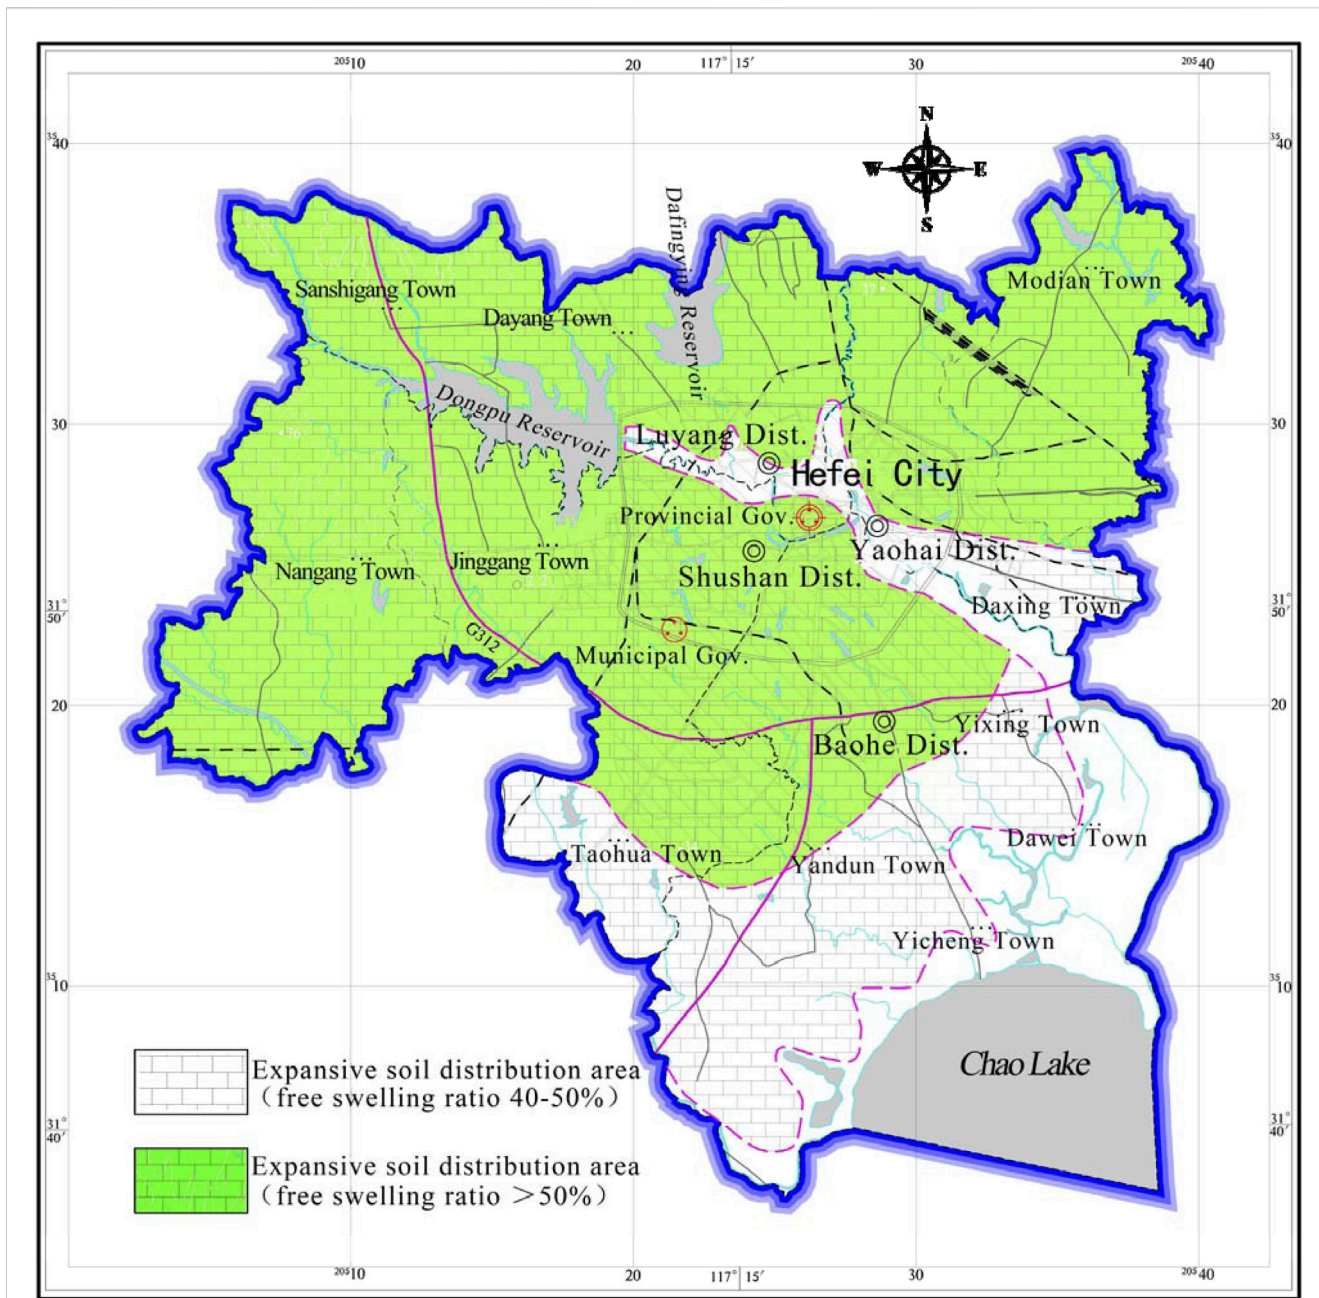 20510 20 117° 15′ 30 20540
3540 3540
N
W E
S
Dafingying Reservoir
Modian Town
Sanshigang Town
Dayang Town
37
Dongpu Reservoir
30 30
Luyang Dist.
Hefei City
Provincial Gov.
Yaohai Dist.
Nangang Town
Jinggang Town
Shushan Dist.
31° 50′ 31° 50′
Daxing Town
G312
Municipal Gov.
20 20
Yixing Town
Baohe Dist.
Dawei Town
Taohua Town
Yandun Town
Yicheng Town
3510 3510
Chao Lake
Expansive soil distribution area
(free swelling ratio 40-50%)
31° 40′ 31° 40′
Expansive soil distribution area
(free swelling ratio >50%)
20510 20 117° 15′ 30 20540